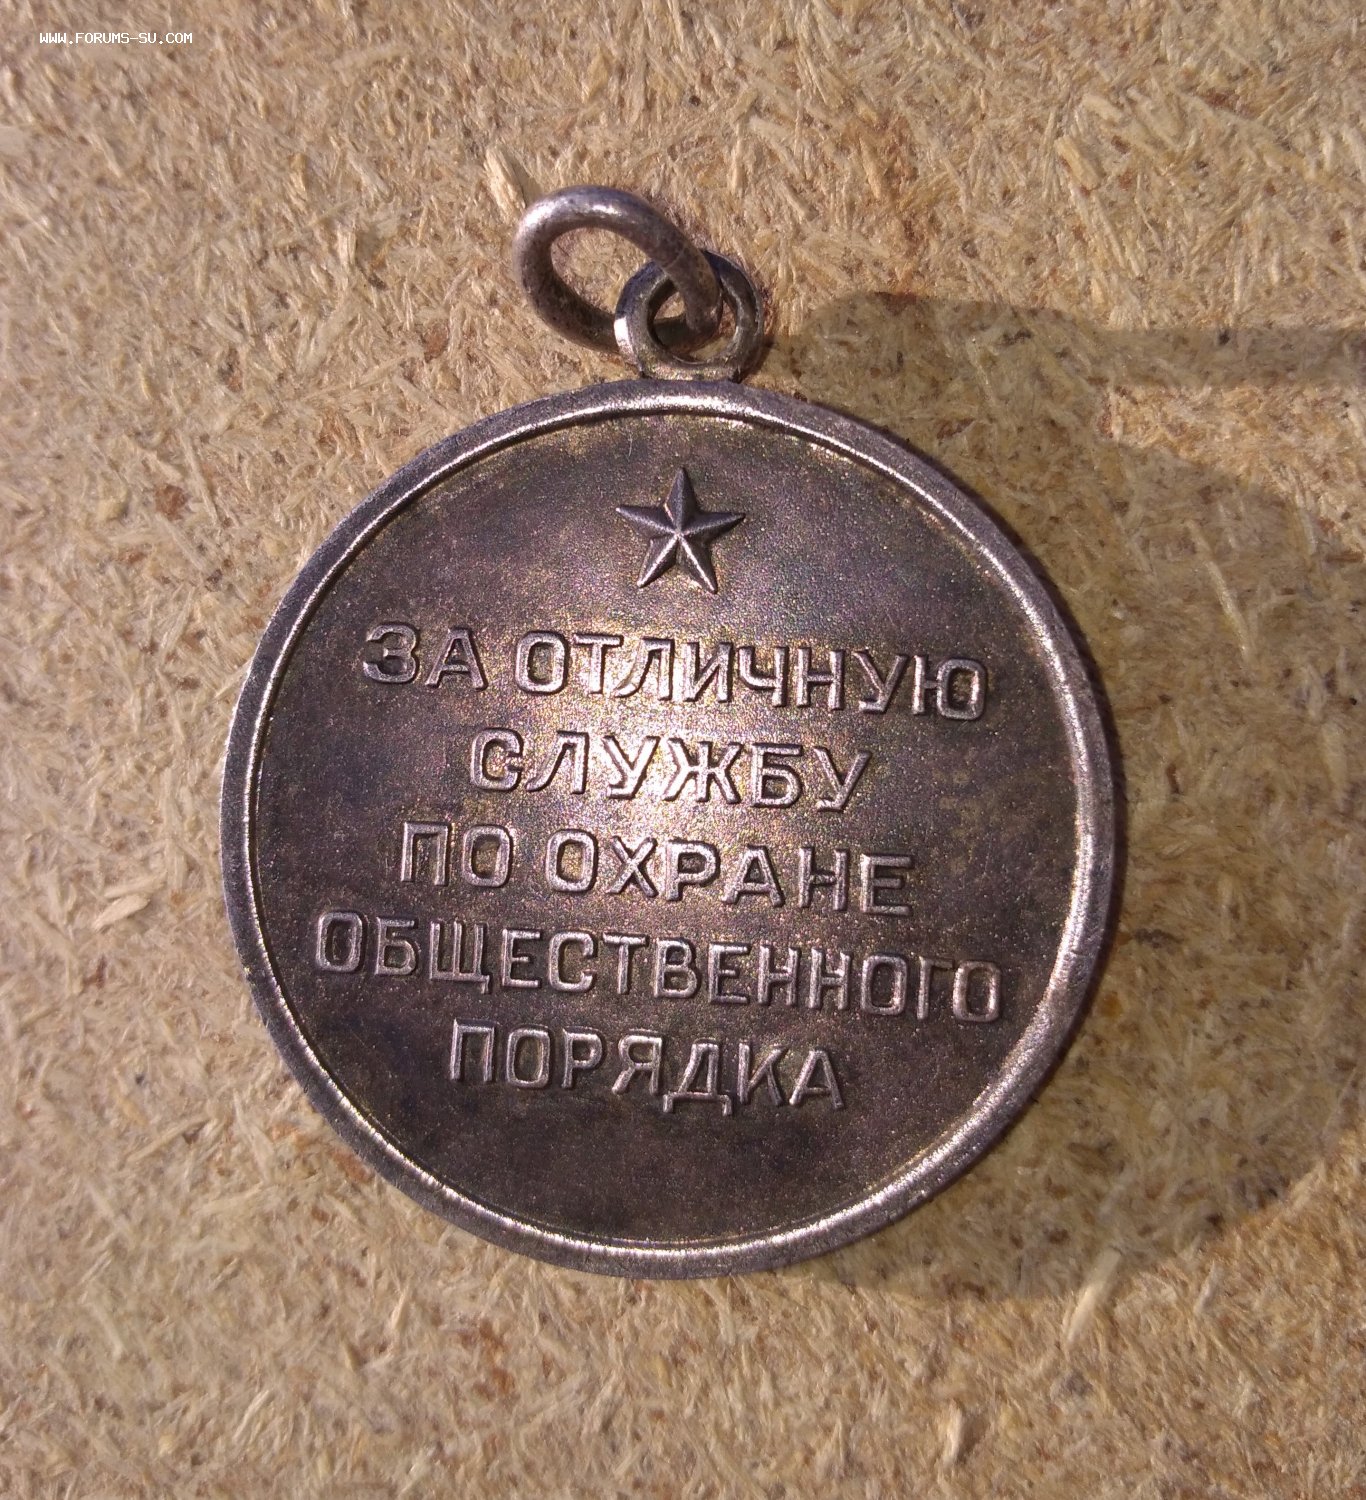 WWW.FORUMS-SU.COM
ЗА ОТЛИЧНУЮ
СЛУЖБУ
ПО ОХРАНЕ
ОБЩЕСТВЕННОГО
ПОРЯДКА